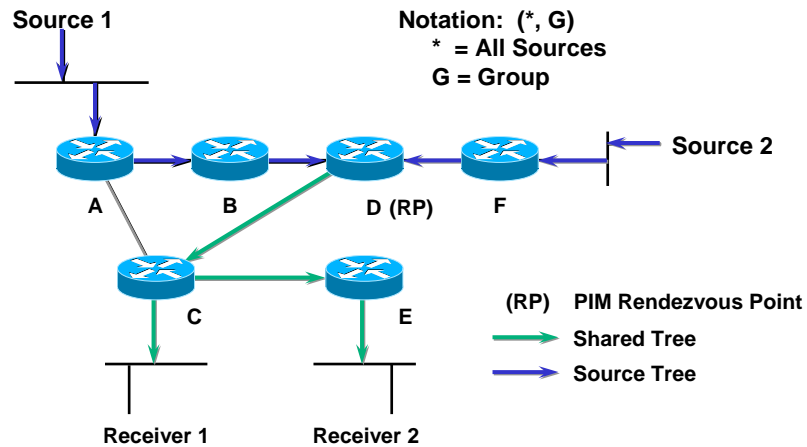 Source 1
Notation: (*, G)
* = All Sources
G = Group
Source 2
A
B
D (RP)
F
C
E
(RP) PIM Rendezvous Point
Shared Tree
Source Tree
Receiver 1
Receiver 2